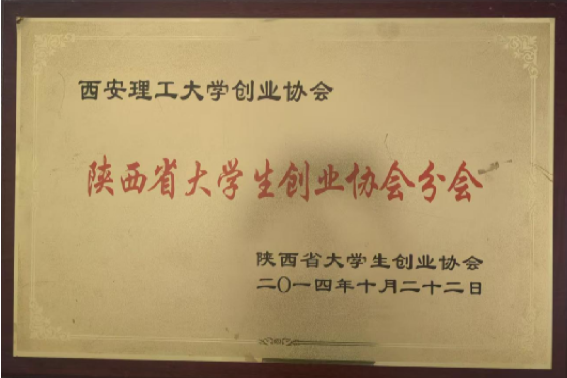 西安理工大学创业协会
陕西省大学生创业协会分会
陕西省大学生创业协会
二〇一四年十月二十二日